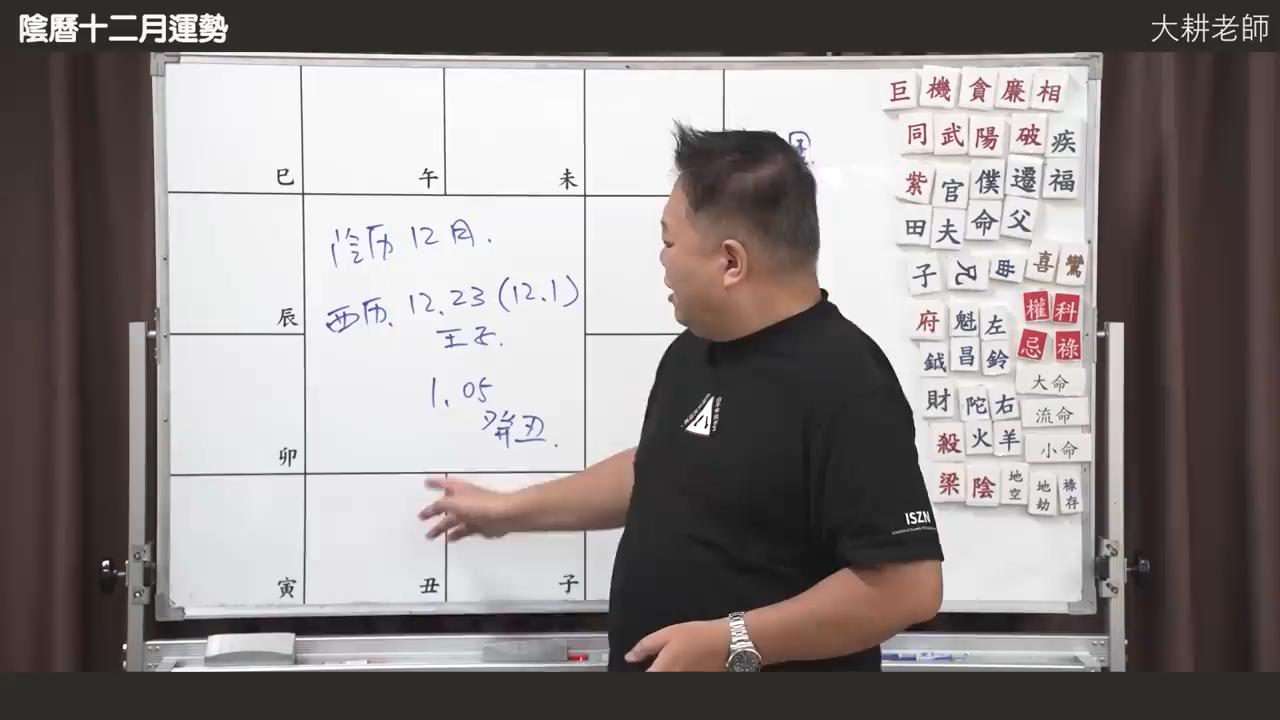 陰曆十二月運勢
大耕老師
巳
午
未
辰
卯
寅
丑
子
陰历 12月.
西历. 12.23 (12.1)
壬子.
1.05
癸丑.
巨 機 貪 廉 相
同 武 陽 破 疾
紫 官 僕 遷 福
田 夫 命 父
子 兄 母 喜 鸞
府 魁 左 權 科
鉞 昌 鈴 忌 祿
大命
財 陀 右 流命
殺 火 羊 小命
梁 陰 地空 地劫 祿存
ISZN